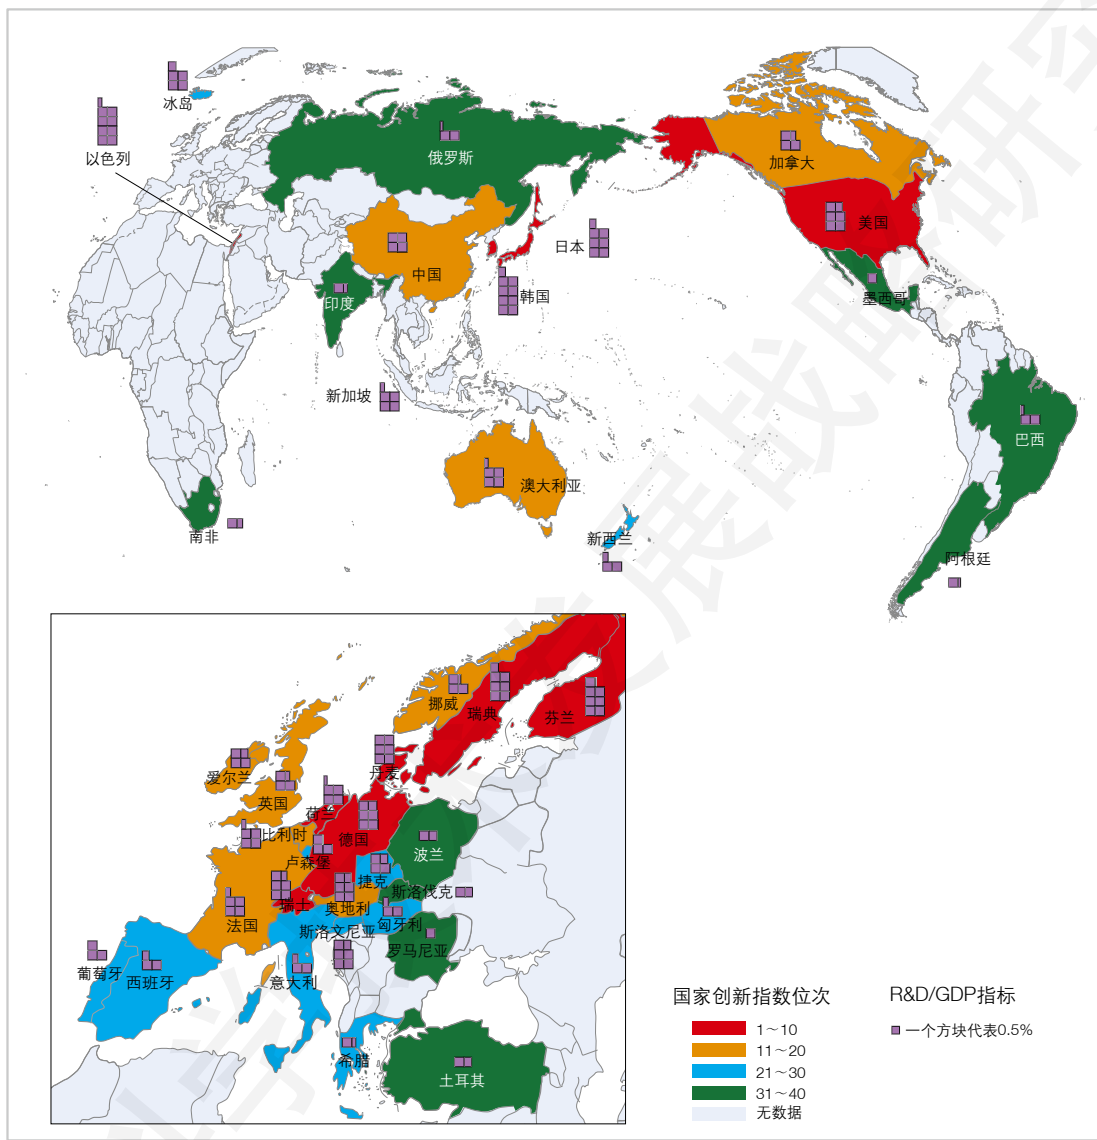 冰岛
以色列
俄罗斯
加拿大
美国
日本
中国
韩国
印度
墨西哥
新加坡
巴西
澳大利亚
南非
新西兰
阿根廷
挪威
瑞典
芬兰
丹麦
爱尔兰
英国
荷兰
比利时
德国
卢森堡
波兰
捷克
斯洛伐克
瑞士
奥地利
法国
匈牙利
斯洛文尼亚
罗马尼亚
葡萄牙
西班牙
意大利
希腊
土耳其
国家创新指数位次
1～10
11～20
21～30
31～40
无数据
R&D/GDP指标
一个方块代表0.5%